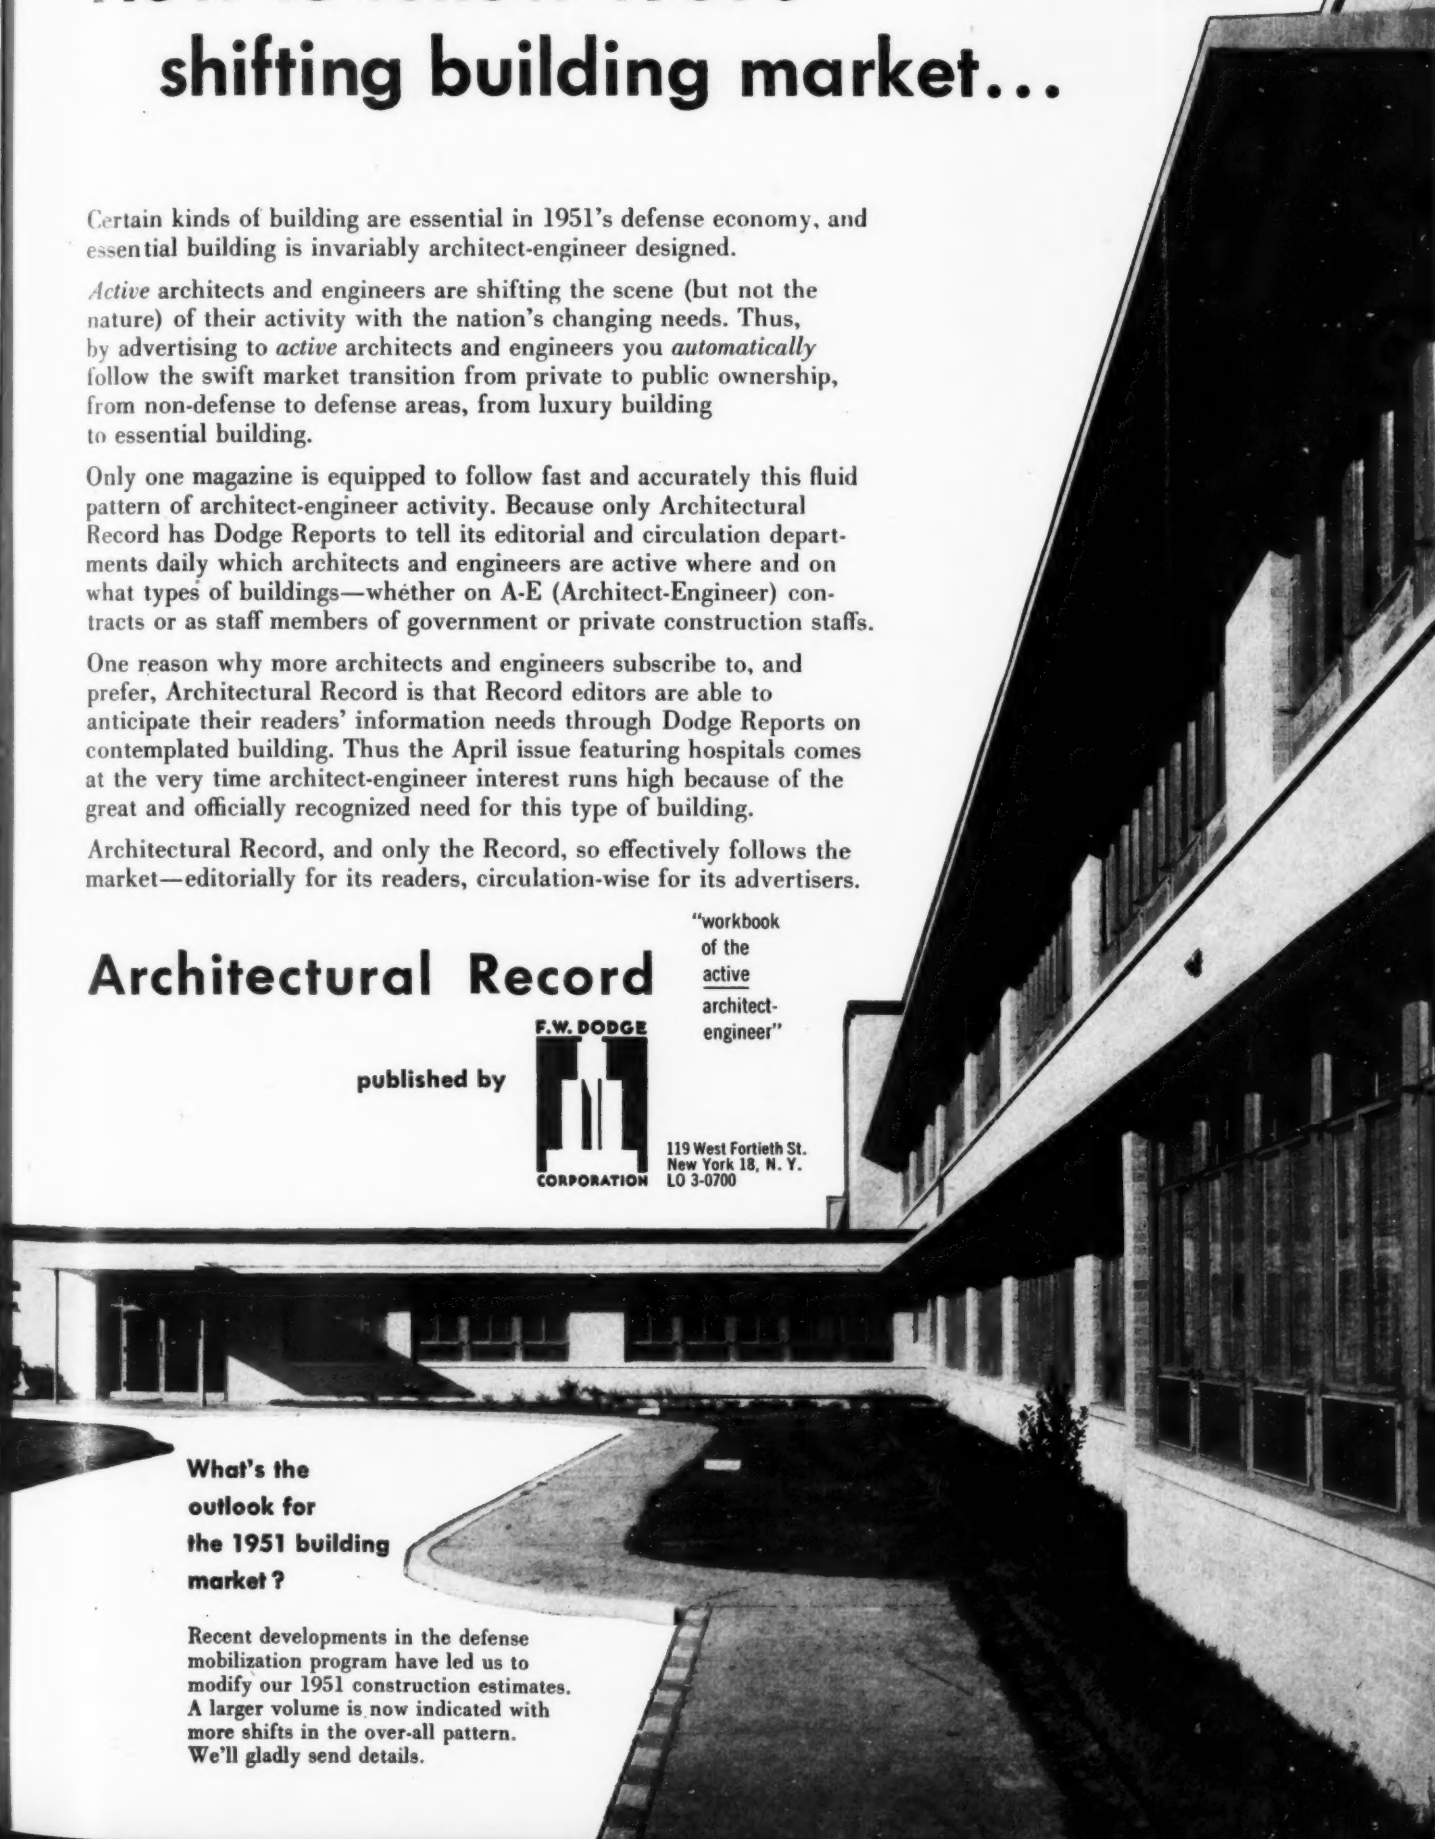 shifting building market...
Certain kinds of building are essential in 1951's defense economy, and
essential building is invariably architect-engineer designed.
Active architects and engineers are shifting the scene (but not the
nature) of their activity with the nation's changing needs. Thus,
by advertising to active architects and engineers you automatically
follow the swift market transition from private to public ownership,
from non-defense to defense areas, from luxury building
to essential building.
Only one magazine is equipped to follow fast and accurately this fluid
pattern of architect-engineer activity. Because only Architectural
Record has Dodge Reports to tell its editorial and circulation depart-
ments daily which architects and engineers are active where and on
what types of buildings—whether on A-E (Architect-Engineer) con-
tracts or as staff members of government or private construction staffs.
One reason why more architects and engineers subscribe to, and
prefer, Architectural Record is that Record editors are able to
anticipate their readers' information needs through Dodge Reports on
contemplated building. Thus the April issue featuring hospitals comes
at the very time architect-engineer interest runs high because of the
great and officially recognized need for this type of building.
Architectural Record, and only the Record, so effectively follows the
market—editorially for its readers, circulation-wise for its advertisers.
Architectural Record
"workbook
of the
active
architect-
engineer"
published by
F.W. DODGE
CORPORATION
119 West Fortieth St.
New York 18, N. Y.
LO 3-0700
What's the
outlook for
the 1951 building
market?
Recent developments in the defense
mobilization program have led us to
modify our 1951 construction estimates.
A larger volume is now indicated with
more shifts in the over-all pattern.
We'll gladly send details.